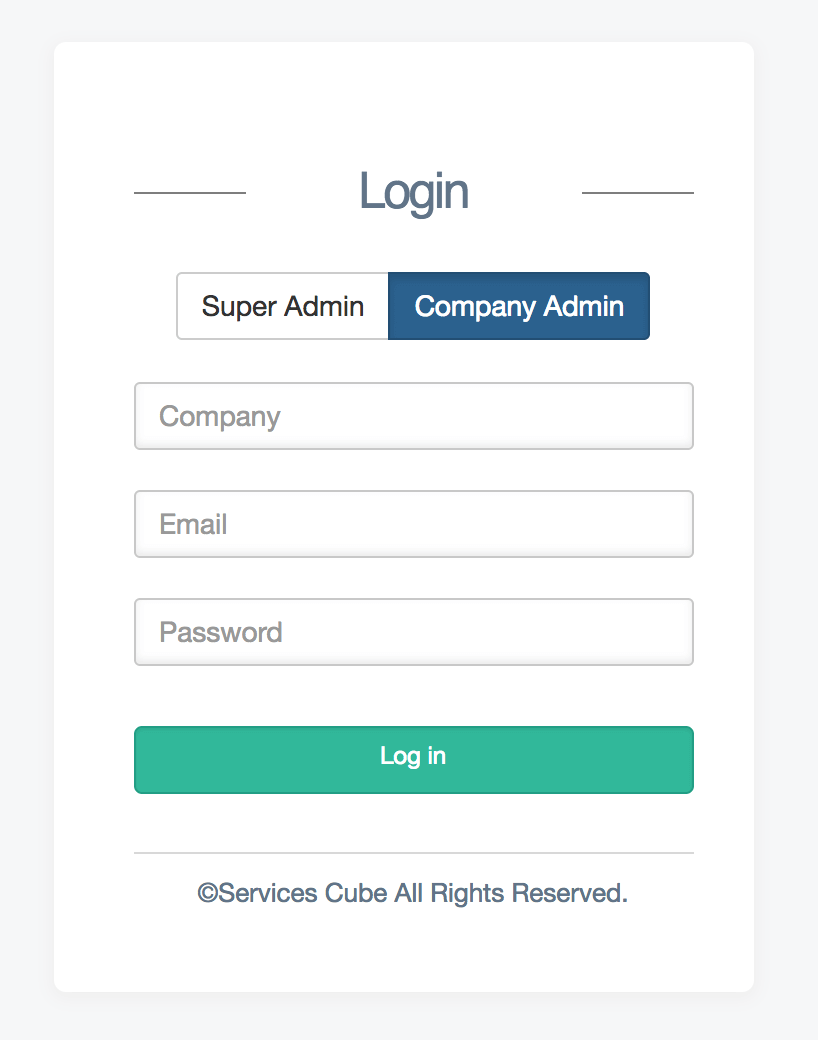 Login
Super Admin Company Admin
Company
Email
Password
Log in
©Services Cube All Rights Reserved.